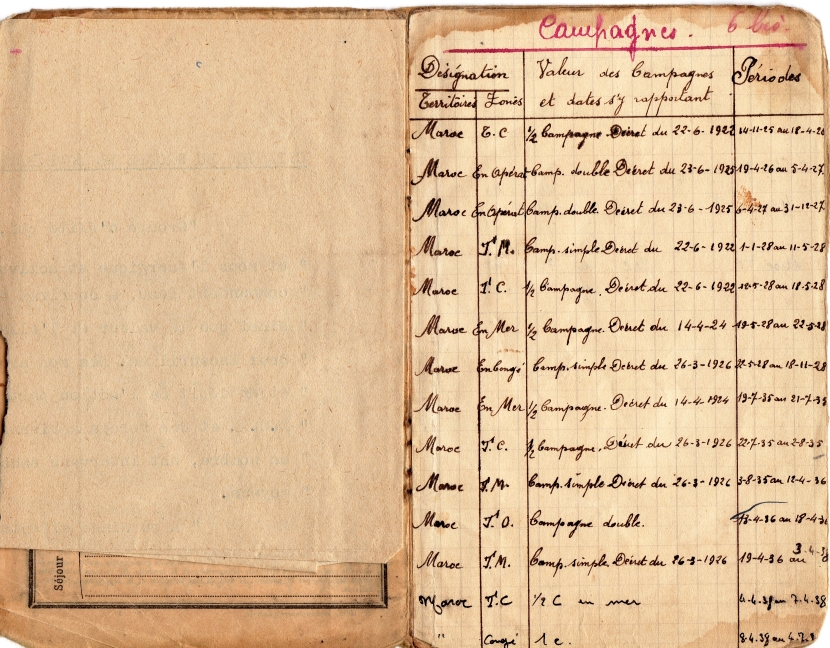 Campagnes. 6 bis.
Désignation Valeur des Campagnes Périodes
Territoires Zones et dates s'y rapportant
Maroc T.C ½ Campagne Décret du 22-6-1922 14-11-25 au 18-4-26
Maroc En Opérat Camp. double Décret du 23-6-1925 19-4-26 au 5-4-27
Maroc En Opérat Camp. double Décret du 23-6-1925 6-4-27 au 31-12-27
Maroc T.M. Camp. simple Décret du 22-6-1922 1-1-28 au 11-5-28
Maroc T.C. ½ Campagne. Décret du 22-6-1922 12-5-28 au 18-5-28
Maroc En Mer ½ Campagne. Décret du 14-4-24 19-5-28 au 22-5-28
Maroc En Congé Camp. simple Décret du 26-3-1926 22-5-28 au 18-11-28
Maroc En Mer ½ Campagne. Décret du 14-4-1924 19-7-35 au 21-7-35
Maroc T.C. ½ Campagne. Décret du 26-3-1926 22-7-35 au 2-8-35
Maroc T.M. Camp. simple Décret du 26-3-1926 3-8-35 au 12-4-36
Maroc T.O. Campagne double. 13-4-36 au 18-4-36
Maroc T.M. Camp. simple. Décret du 26-3-1926 19-4-36 au 3-4-38
Maroc T.C ½ C en mer 4-4-38 au 7-4-38
" Congé 1 c. 8-4-38 au
Séjour